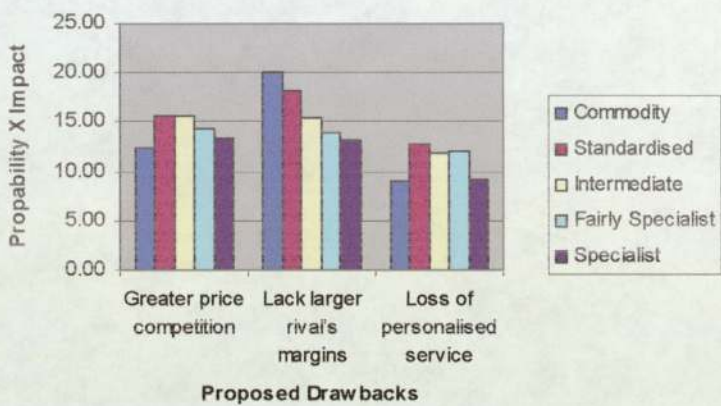 25.00
20.00
15.00
10.00
5.00
0.00
Propability X Impact
Greater price
competition
Lack larger
rival's
margins
Loss of
personalised
service
Proposed Drawbacks
Commodity
Standardised
Intermediate
Fairly Specialist
Specialist